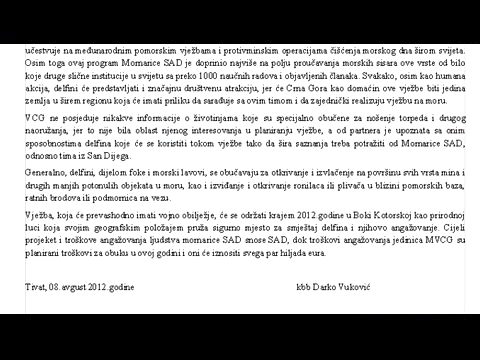 učestvuje na međunarodnim pomorskim vježbama i protivminskim operacijama čišćenja morskog dna širom svijeta.
Osim toga ovaj program Mornarice SAD je doprinio najviše na polju proučavanja morskih sisara ove vrste od bilo
koje druge slične institucije u svijetu sa preko 1000 naučnih radova i objavljenih članaka. Svakako, osim kao humana
akcija, delfini će predstavljati i značajnu društvenu atrakciju, jer će Crna Gora kao domaćin ove vježbe biti jedina
zemlja u širem regionu koja će imati priliku da sarađuje sa ovim timom i da zajednički realizuju vježbu na moru.
VCG ne posjeduje nikakve informacije o životinjama koje su specijalno obučene za nošenje torpeda i drugog
naoružanja, jer to nije bila oblast njenog interesovanja u planiranju vježbe, a od partnera je upoznata sa onim
sposobnostima delfina koje će se koristiti tokom vježbe tako da šira saznanja treba potražiti od Mornarice SAD,
odnosno tima iz San Dijega.
Generalno, delfini, dijelom foke i morski lavovi, se obučavaju za otkrivanje i izvlačenje na površinu svih vrsta mina i
drugih manjih potonulih objekata u moru, kao i izviđanje i otkrivanje ronilaca ili plivača u blizini pomorskih baza,
ratnih brodova ili podmornica na vezu.
Vježba, koja će prevashodno imati vojno obilježje, će se održati krajem 2012.godine u Boki Kotorskoj kao prirodnoj
luci koja svojim geografskim položajem pruža sigurno mjesto za smještaj delfina i njihovo angažovanje. Cijeli
projeket i troškove angažovanja ljudstva mornarice SAD snose SAD, dok troškovi angažovanja jedinica MVCG su
planirani troškovi za obuku u ovoj godini i oni će iznositi svega par hiljada eura.
Tivat, 08.avgust 2012.godine kbb Darko Vuković